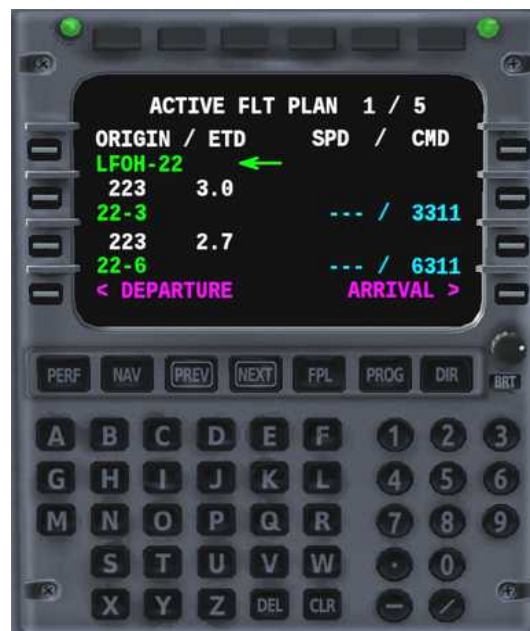 ACTIVE FLT PLAN 1 / 5
ORIGIN / ETD SPD / CMD
LFOH-22
223 3.0
22-3 --- / 3311
223 2.7
22-6 --- / 6311
< DEPARTURE ARRIVAL >
BRT
PERF NAV PREV NEXT FPL PROG DIR
A B C D E F 1 2 3
G H I J K L 4 5 6
M N O P Q R 7 8 9
S T U V W · 0
X Y Z DEL CLR − /